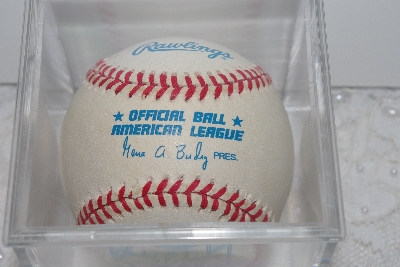 Rawlings
★ OFFICIAL BALL ★
AMERICAN LEAGUE
Gene A. Budig PRES.